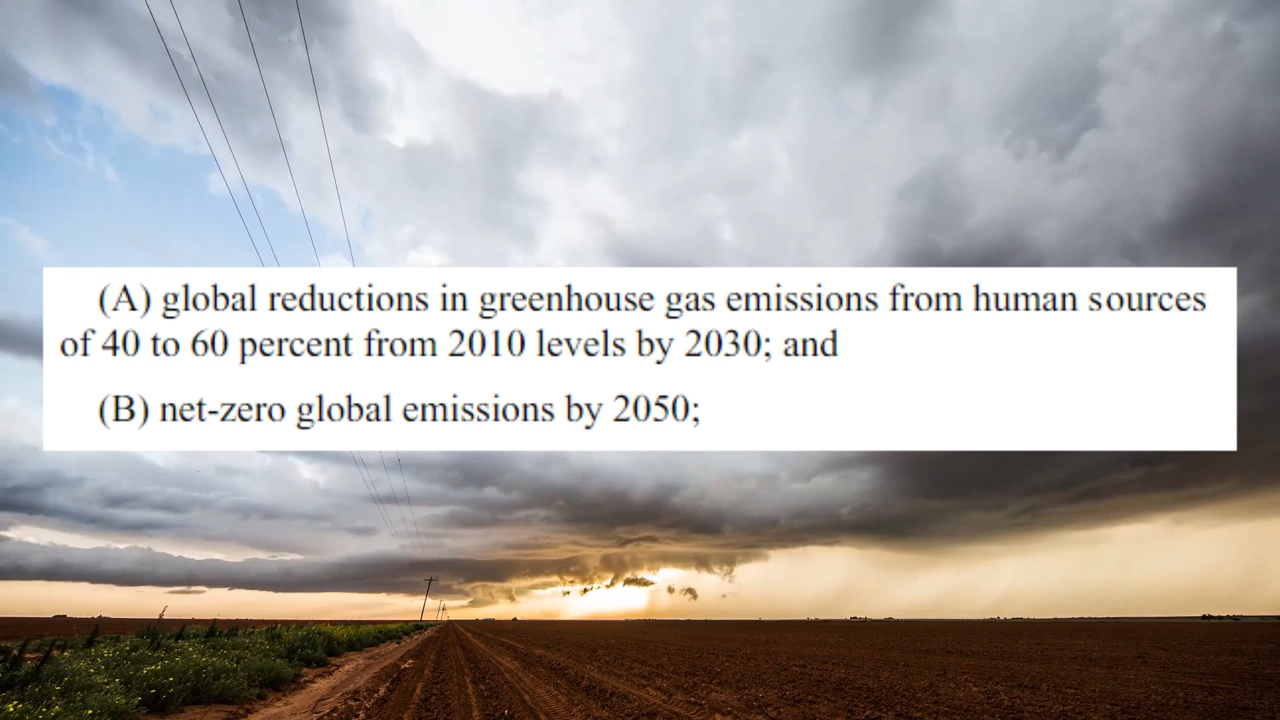 (A) global reductions in greenhouse gas emissions from human sources
of 40 to 60 percent from 2010 levels by 2030; and
(B) net-zero global emissions by 2050;